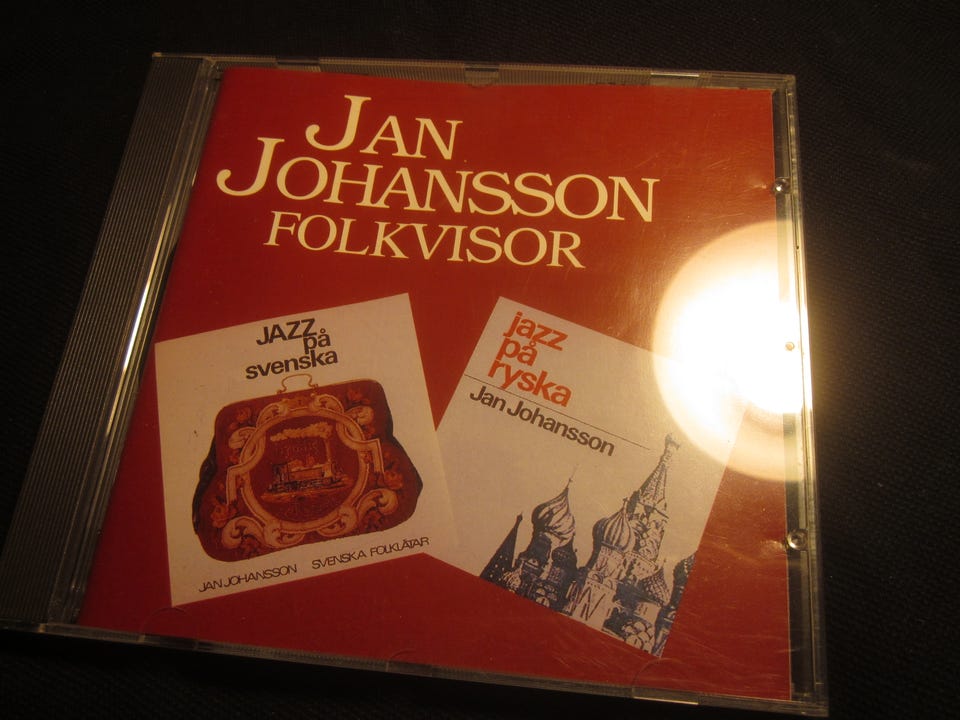 JAN
JOHANSSON
FOLKVISOR
JAZZ
på
svenska
JAN JOHANSSON SVENSKA FOLKLÅTAR
jazz
på
ryska
Jan Johansson